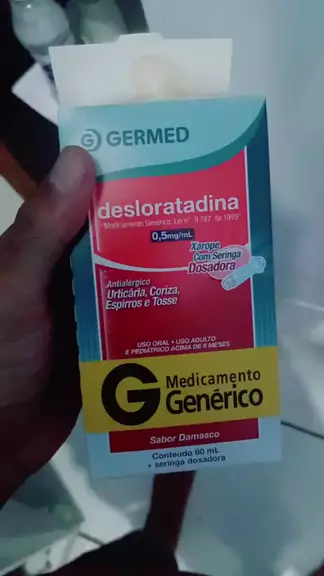 G GERMED
desloratadina
"Medicamento Genérico Lei nº 9.787 de 1999"
0,5mg/mL
Xarope
Com Seringa
Dosadora
Antialérgico
Urticária, Coriza,
Espirros e Tosse
USO ORAL • USO ADULTO
E PEDIÁTRICO ACIMA DE 6 MESES
G Medicamento
Genérico
Sabor Damasco
Conteúdo 60 mL
+ seringa dosadora